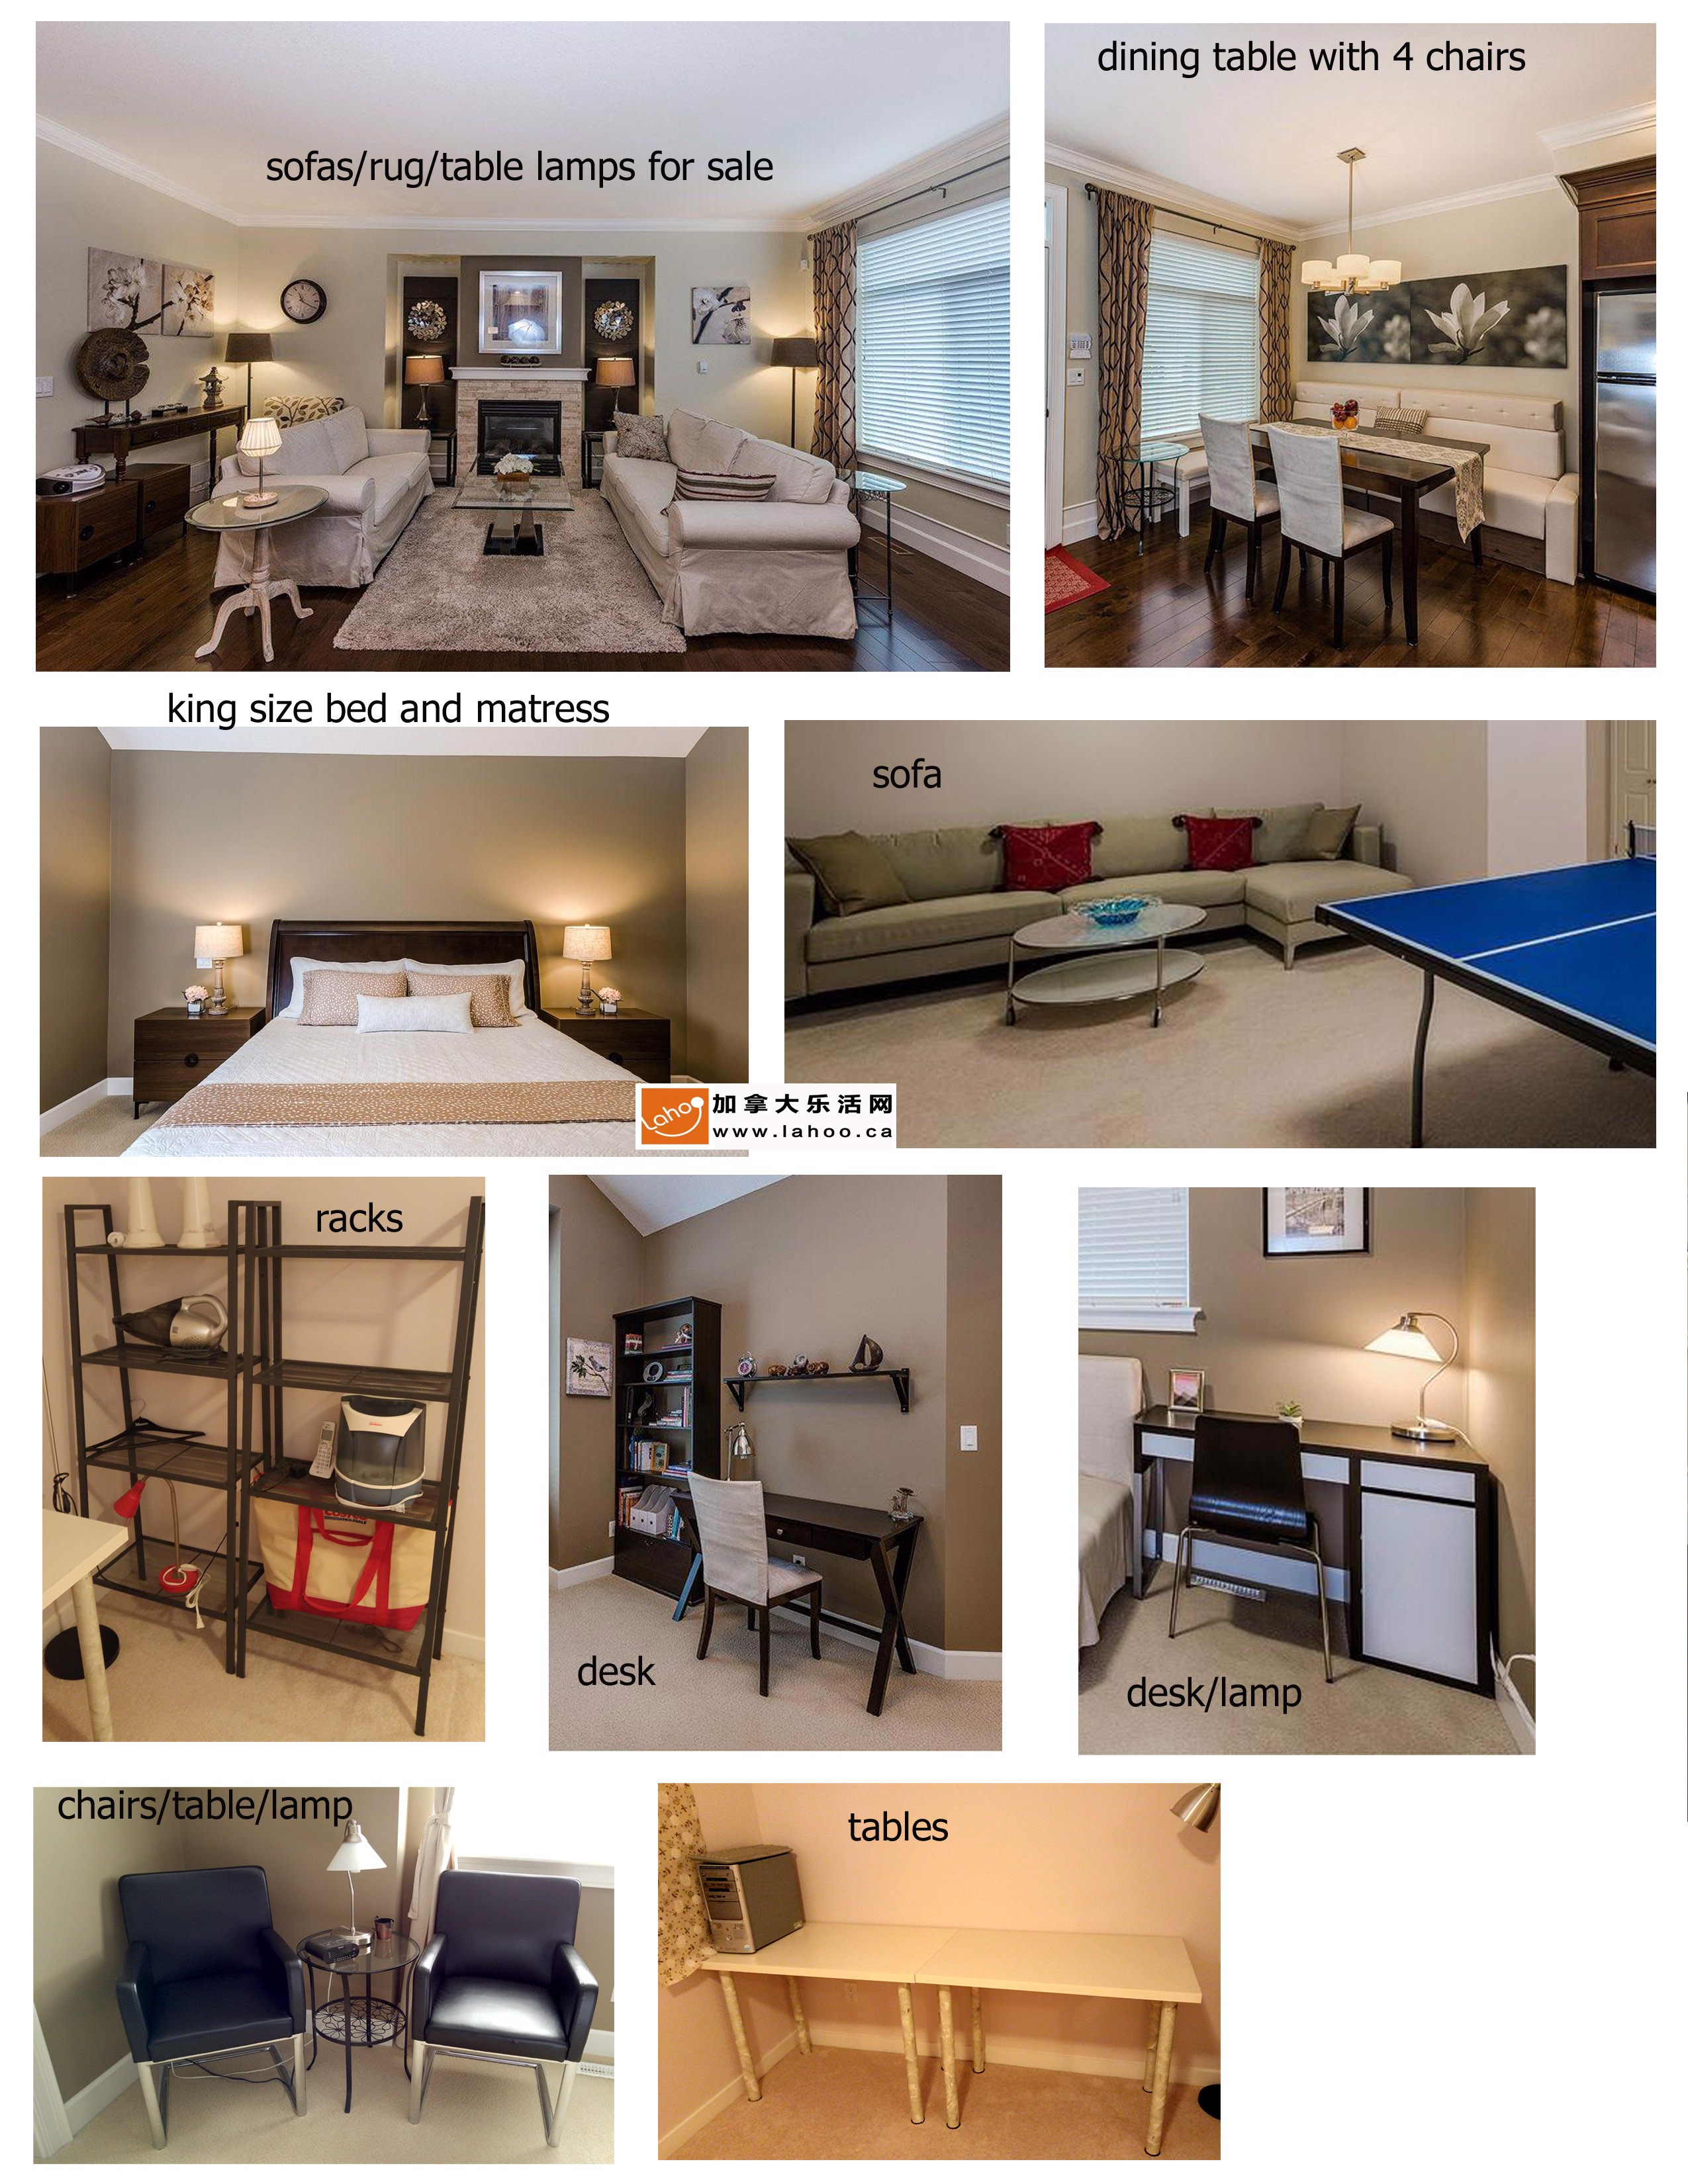 sofas/rug/table lamps for sale
dining table with 4 chairs
king size bed and matress
sofa
Lahoo
加拿大乐活网
www.lahoo.ca
racks
desk
desk/lamp
chairs/table/lamp
tables